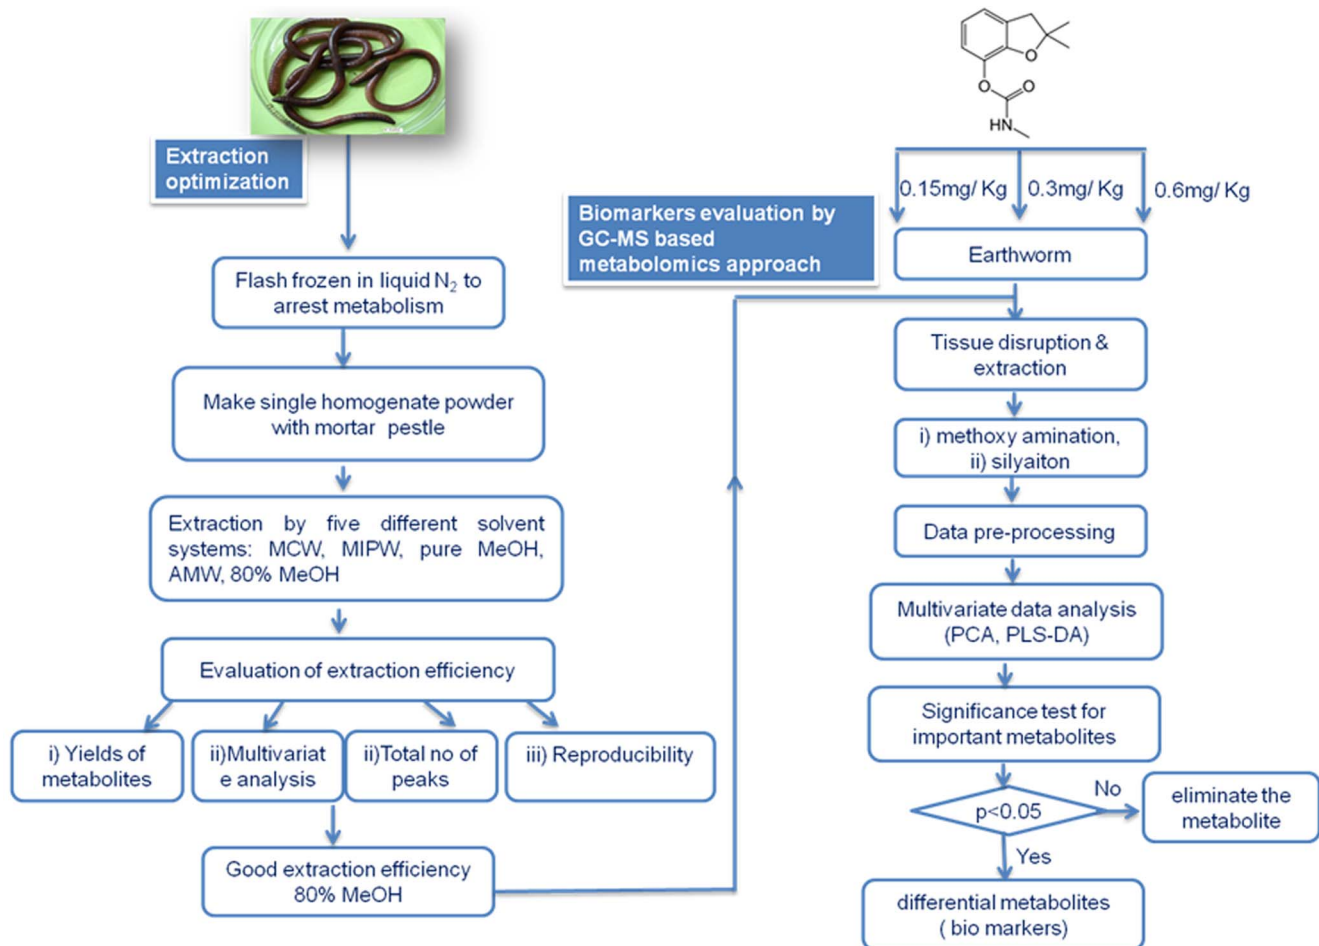 Extraction
optimization
Flash frozen in liquid N₂ to
arrest metabolism
Make single homogenate powder
with mortar pestle
Extraction by five different solvent
systems: MCW, MIPW, pure MeOH,
AMW, 80% MeOH
Evaluation of extraction efficiency
i) Yields of
metabolites
ii)Multivariat
e analysis
ii)Total no of
peaks
iii) Reproducibility
Good extraction efficiency
80% MeOH
O
O
O
HN
0.15mg/ Kg
0.3mg/ Kg
0.6mg/ Kg
Biomarkers evaluation by
GC-MS based
metabolomics approach
Earthworm
Tissue disruption &
extraction
i) methoxy amination,
ii) silyaiton
Data pre-processing
Multivariate data analysis
(PCA, PLS-DA)
Significance test for
important metabolites
p<0.05
No
eliminate the
metabolite
Yes
differential metabolites
( bio markers)